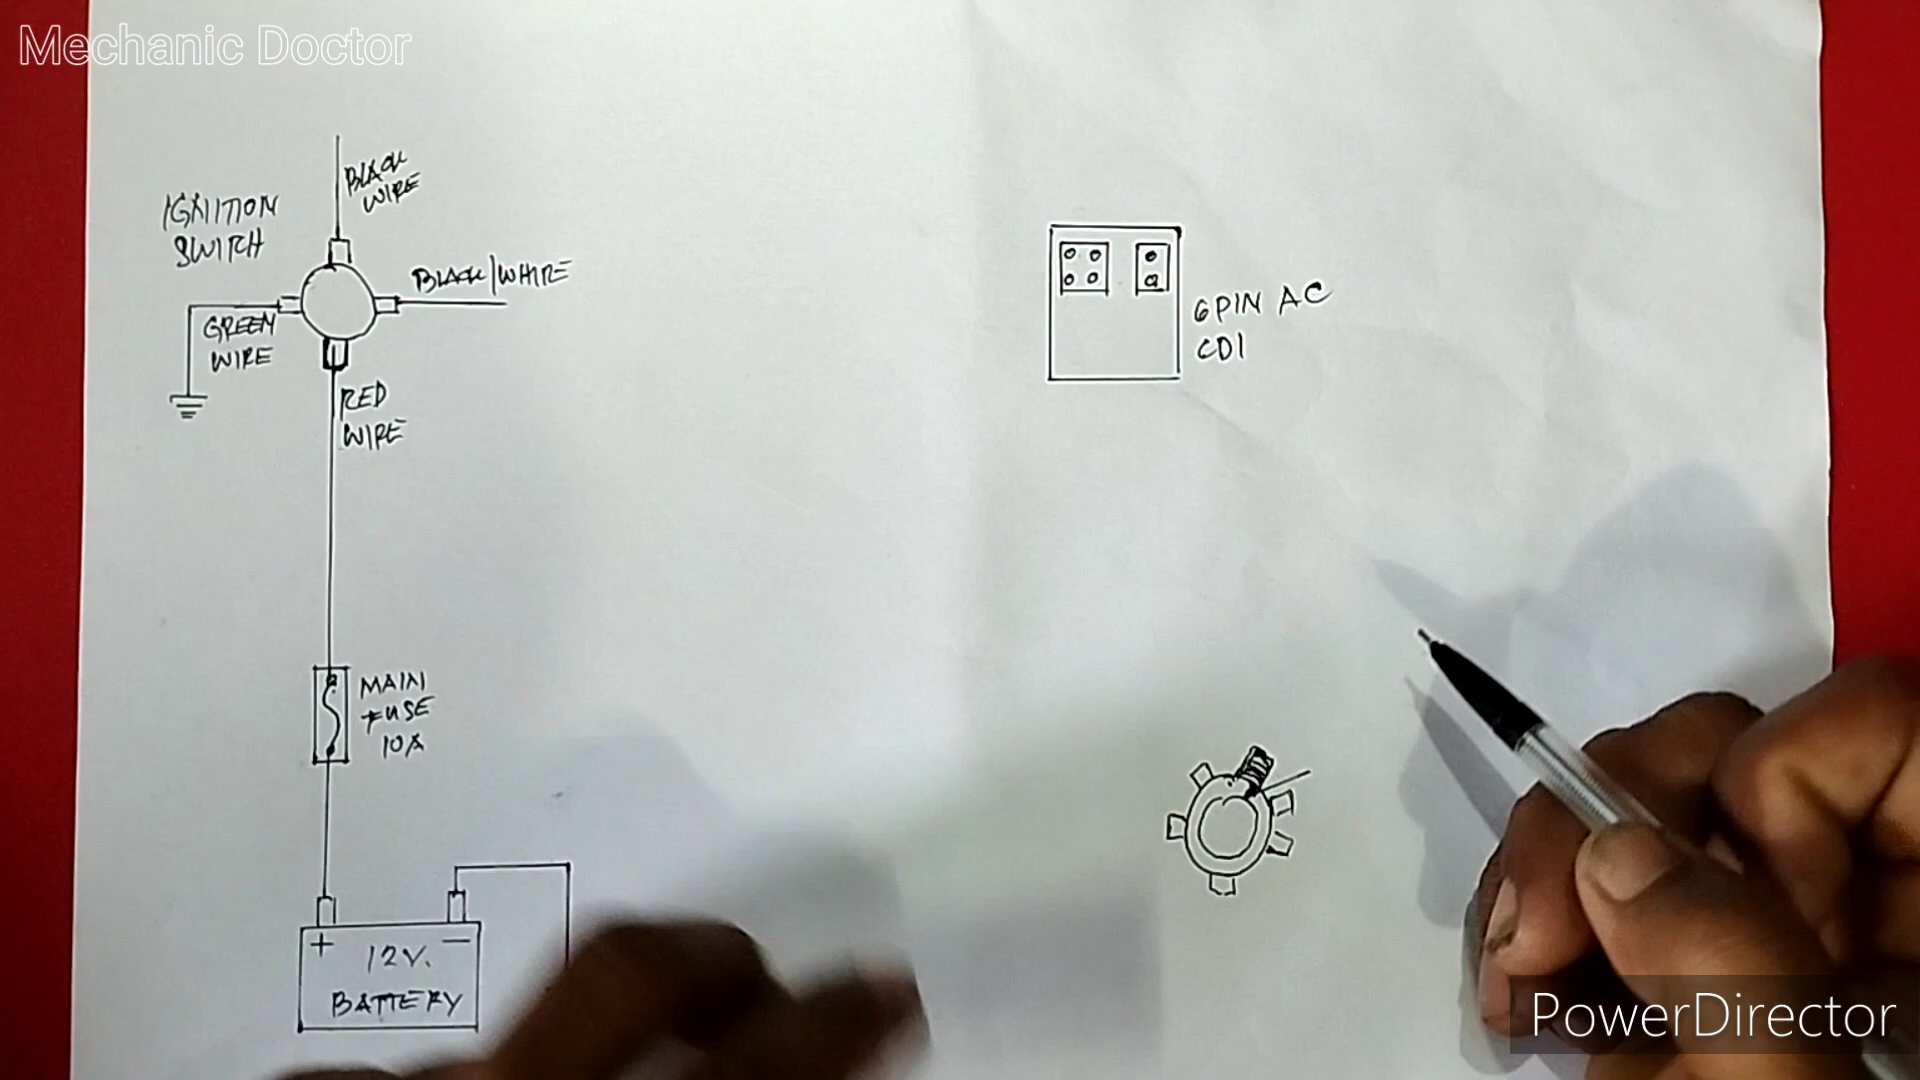 Mechanic Doctor
BLACK
WIRE
IGNITION
SWITCH
BLACK/WHITE
GREEN
WIRE
RED
WIRE
6PIN AC
CDI
MAIN
FUSE
10A
+ 12V. −
BATTERY
PowerDirector